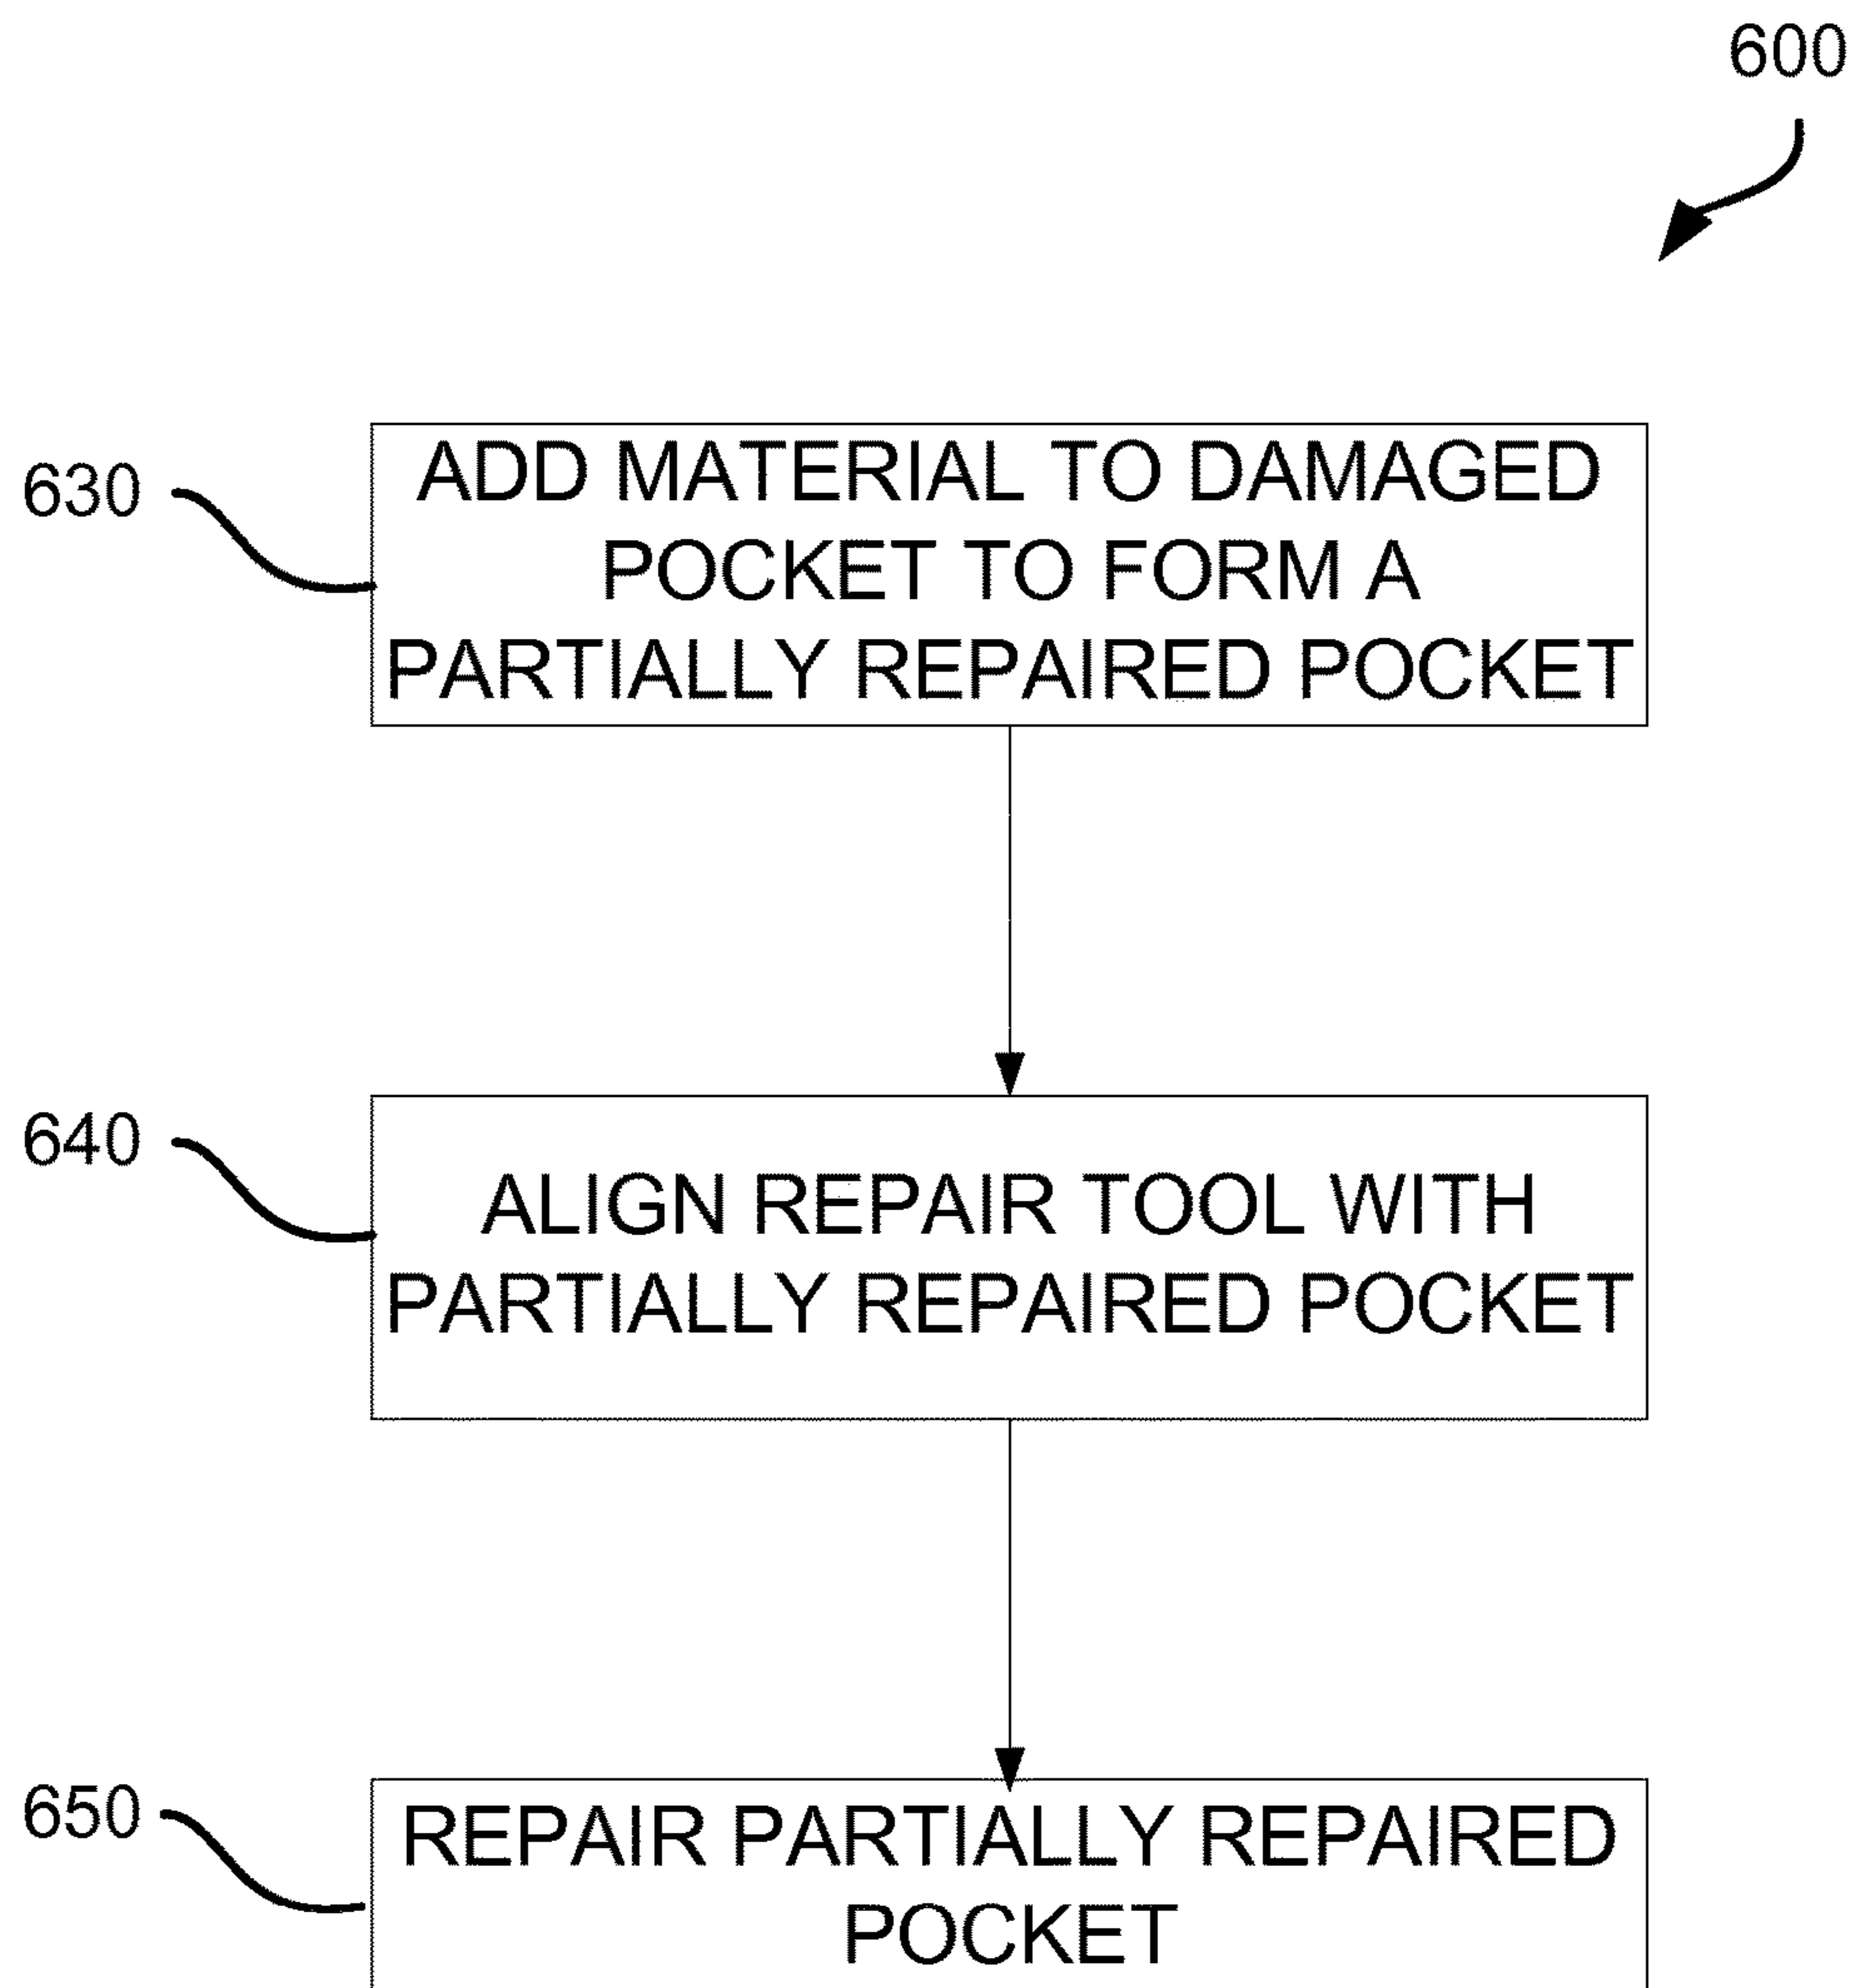 600
630
ADD MATERIAL TO DAMAGED
POCKET TO FORM A
PARTIALLY REPAIRED POCKET
640
ALIGN REPAIR TOOL WITH
PARTIALLY REPAIRED POCKET
650
REPAIR PARTIALLY REPAIRED
POCKET